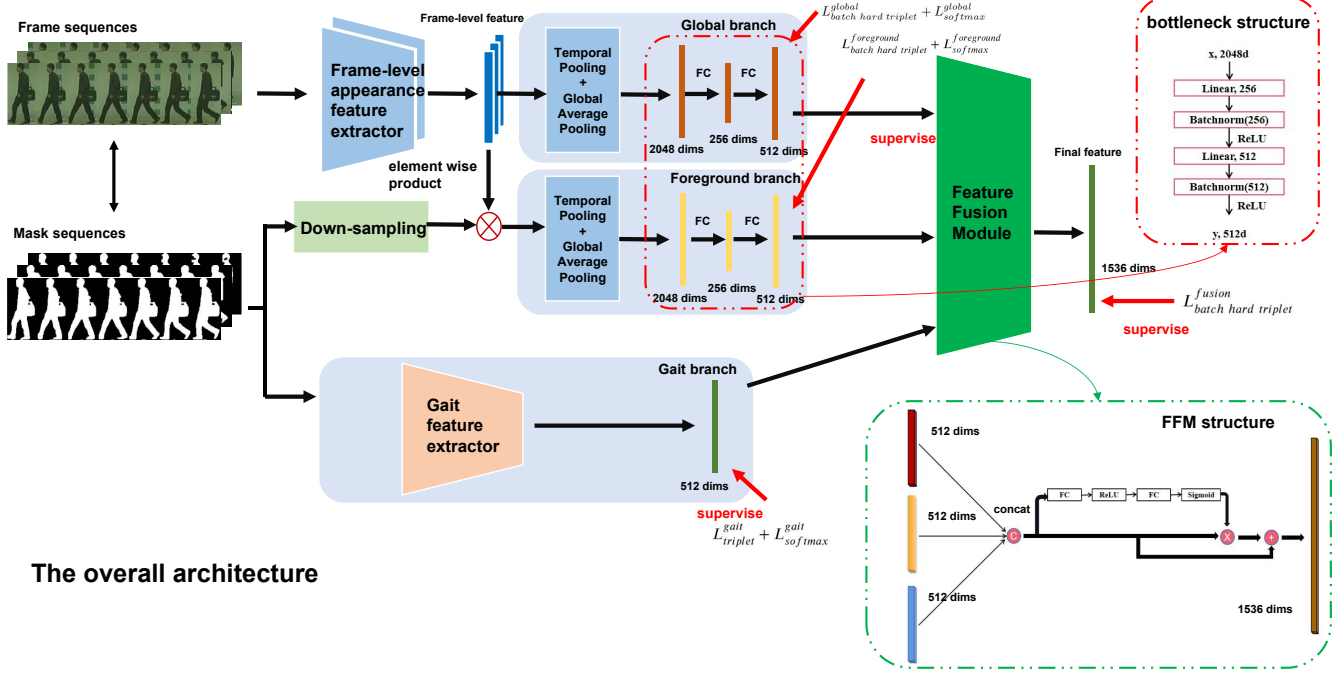 Frame sequences
Mask sequences
Frame-level
appearance
feature
extractor
Frame-level feature
element wise
product
Down-sampling
Global branch
Temporal
Pooling
+
Global
Average
Pooling
FC
FC
2048 dims
256 dims
512 dims
Foreground branch
Temporal
Pooling
+
Global
Average
Pooling
FC
FC
2048 dims
256 dims
512 dims
L^{global}_{batch hard triplet} + L^{global}_{softmax}
L^{foreground}_{batch hard triplet} + L^{foreground}_{softmax}
supervise
Gait branch
Gait
feature
extractor
512 dims
supervise
L^{gait}_{triplet} + L^{gait}_{softmax}
Feature
Fusion
Module
Final feature
1536 dims
L^{fusion}_{batch hard triplet}
supervise
bottleneck structure
x, 2048d
Linear, 256
Batchnorm(256)
ReLU
Linear, 512
Batchnorm(512)
ReLU
y, 512d
FFM structure
512 dims
512 dims
512 dims
concat
C
FC
ReLU
FC
Sigmoid
X
+
1536 dims
The overall architecture